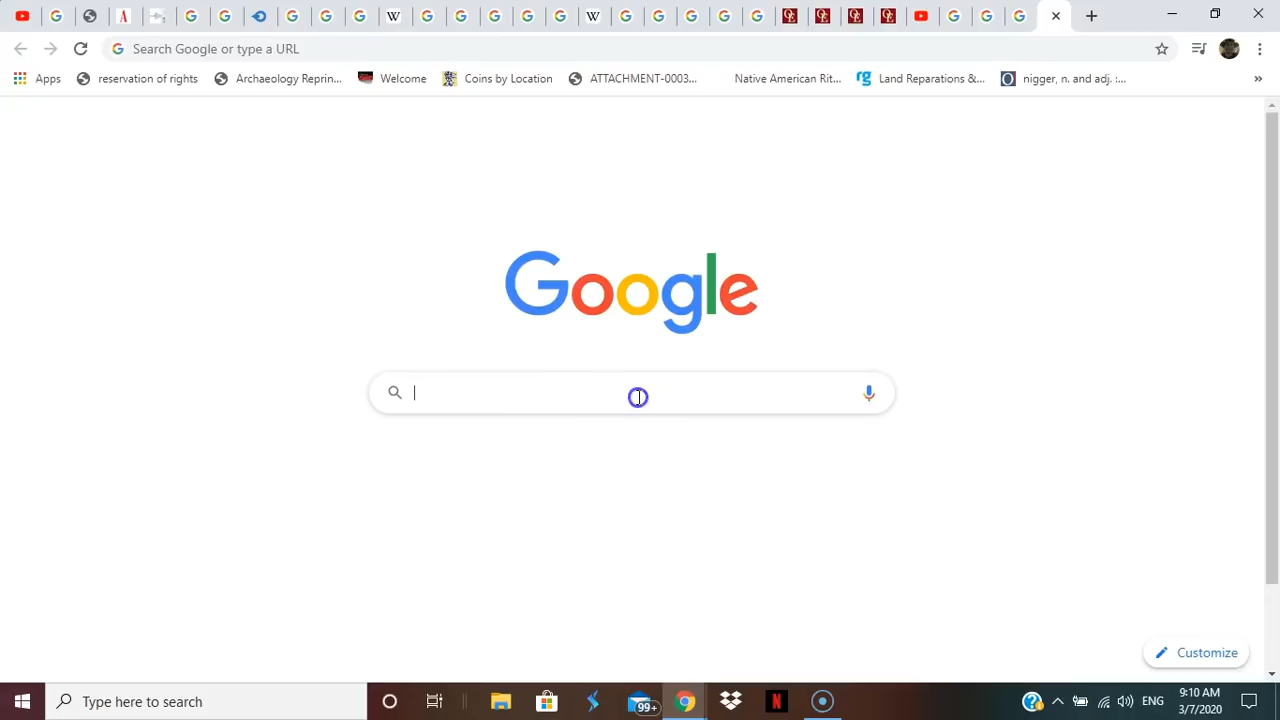 Search Google or type a URL
Apps reservation of rights Archaeology Reprin... Welcome Coins by Location ATTACHMENT-0003... Native American Rit... Land Reparations &... nigger, n. and adj. :... »
Google
Customize
Type here to search
99+
ENG
9:10 AM
3/7/2020